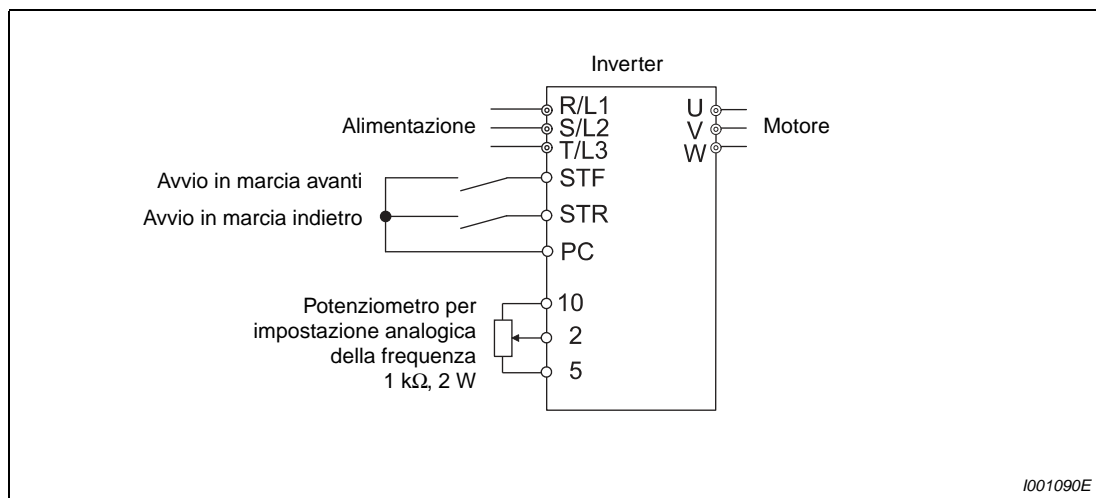 Inverter
Alimentazione
R/L1
S/L2
T/L3
U
V
W
Motore
Avvio in marcia avanti
STF
Avvio in marcia indietro
STR
PC
Potenziometro per
impostazione analogica
della frequenza
1 kΩ, 2 W
10
2
5
I001090E